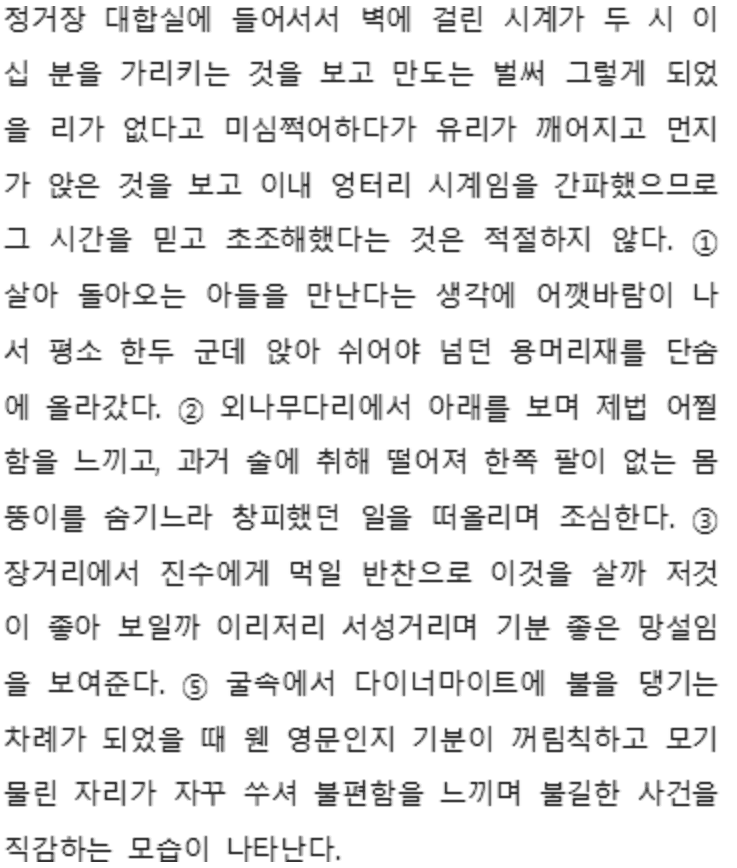 정거장 대합실에 들어서서 벽에 걸린 시계가 두 시 이
십 분을 가리키는 것을 보고 만도는 벌써 그렇게 되었
을 리가 없다고 미심쩍어하다가 유리가 깨어지고 먼지
가 앉은 것을 보고 이내 엉터리 시계임을 간파했으므로
그 시간을 믿고 초조해했다는 것은 적절하지 않다. ①
살아 돌아오는 아들을 만난다는 생각에 어깻바람이 나
서 평소 한두 군데 앉아 쉬어야 넘던 용머리재를 단숨
에 올라갔다. ② 외나무다리에서 아래를 보며 제법 어찔
함을 느끼고, 과거 술에 취해 떨어져 한쪽 팔이 없는 몸
뚱이를 숨기느라 창피했던 일을 떠올리며 조심한다. ③
장거리에서 진수에게 먹일 반찬으로 이것을 살까 저것
이 좋아 보일까 이리저리 서성거리며 기분 좋은 망설임
을 보여준다. ⑤ 굴속에서 다이너마이트에 불을 댕기는
차례가 되었을 때 웬 영문인지 기분이 꺼림칙하고 모기
물린 자리가 자꾸 쑤셔 불편함을 느끼며 불길한 사건을
직감하는 모습이 나타난다.